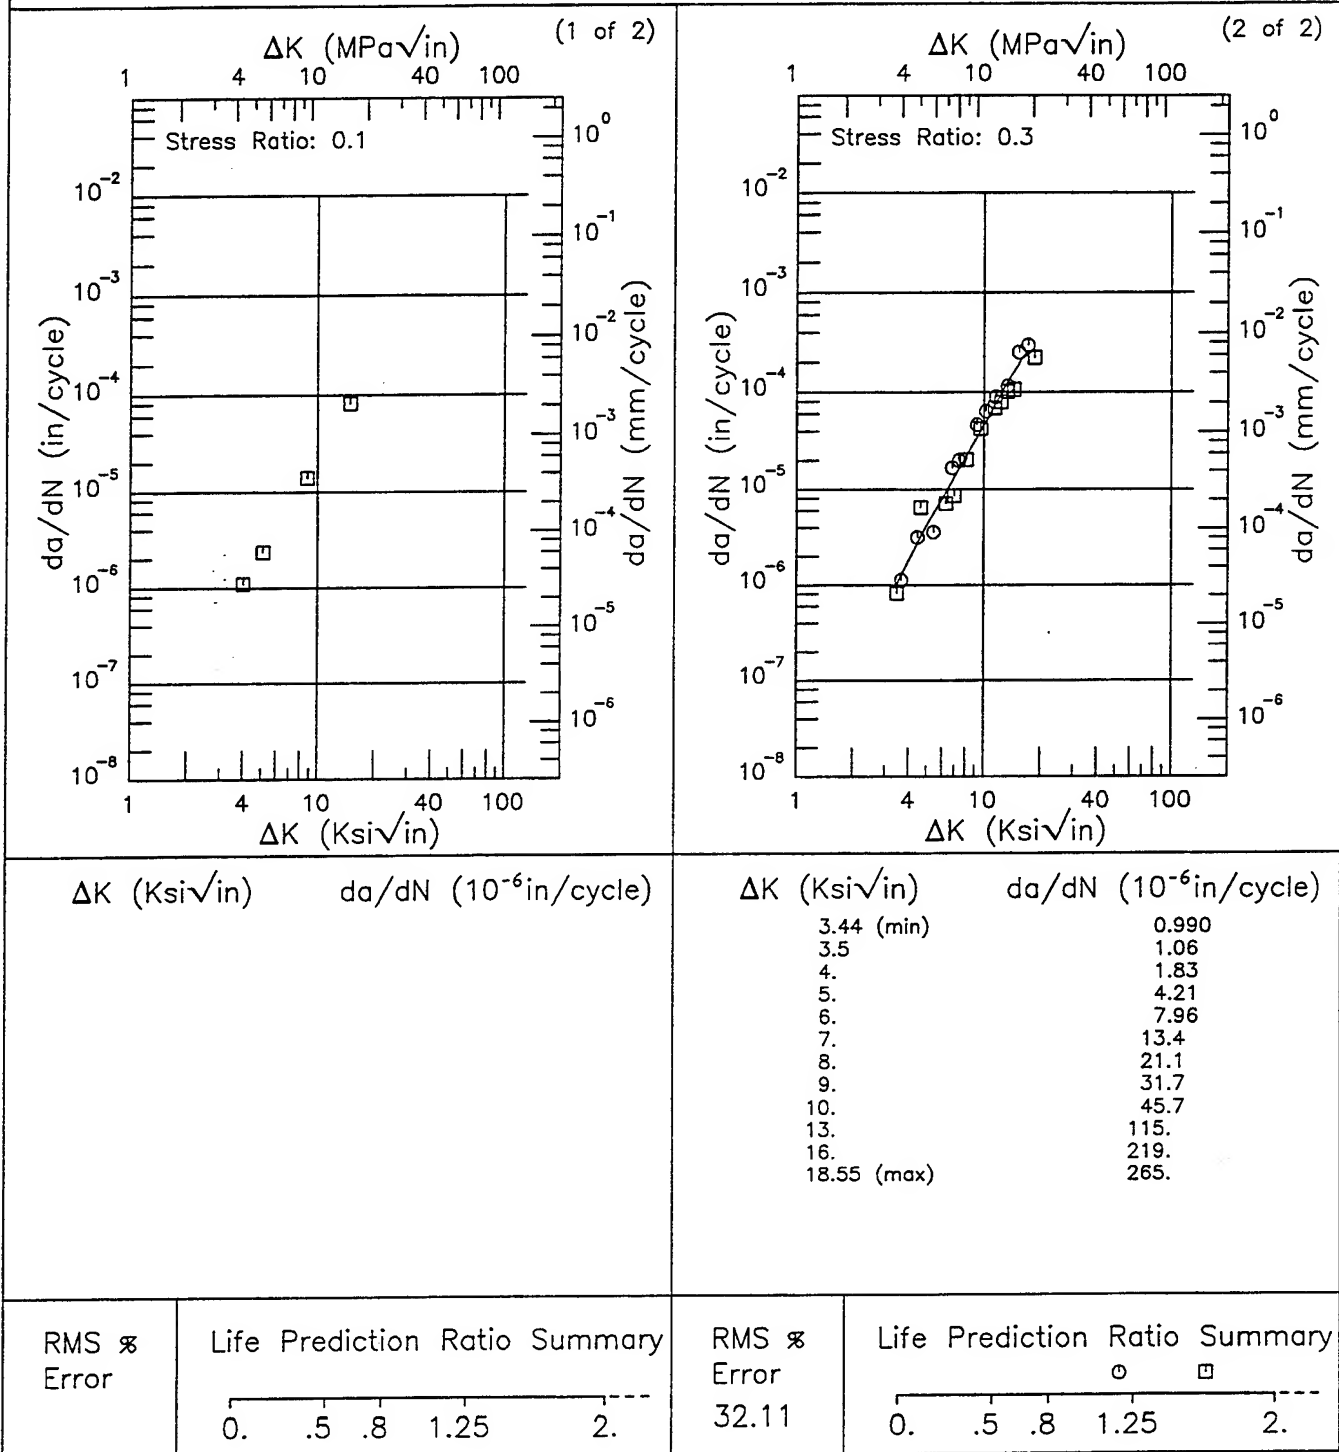 (1 of 2)
ΔK (MPa√in)
1 4 10 40 100
Stress Ratio: 0.1
da/dN (in/cycle)
10⁻²
10⁻³
10⁻⁴
10⁻⁵
10⁻⁶
10⁻⁷
10⁻⁸
10⁰
10⁻¹
10⁻²
10⁻³
10⁻⁴
10⁻⁵
10⁻⁶
da/dN (mm/cycle)
1 4 10 40 100
ΔK (Ksi√in)
(2 of 2)
ΔK (MPa√in)
1 4 10 40 100
Stress Ratio: 0.3
da/dN (in/cycle)
10⁻²
10⁻³
10⁻⁴
10⁻⁵
10⁻⁶
10⁻⁷
10⁻⁸
10⁰
10⁻¹
10⁻²
10⁻³
10⁻⁴
10⁻⁵
10⁻⁶
da/dN (mm/cycle)
1 4 10 40 100
ΔK (Ksi√in)
ΔK (Ksi√in) da/dN (10⁻⁶in/cycle)
ΔK (Ksi√in) da/dN (10⁻⁶in/cycle)
3.44 (min) 0.990
3.5 1.06
4. 1.83
5. 4.21
6. 7.96
7. 13.4
8. 21.1
9. 31.7
10. 45.7
13. 115.
16. 219.
18.55 (max) 265.
RMS %
Error
Life Prediction Ratio Summary
0. .5 .8 1.25 2.
RMS %
Error
32.11
Life Prediction Ratio Summary
0. .5 .8 1.25 2.